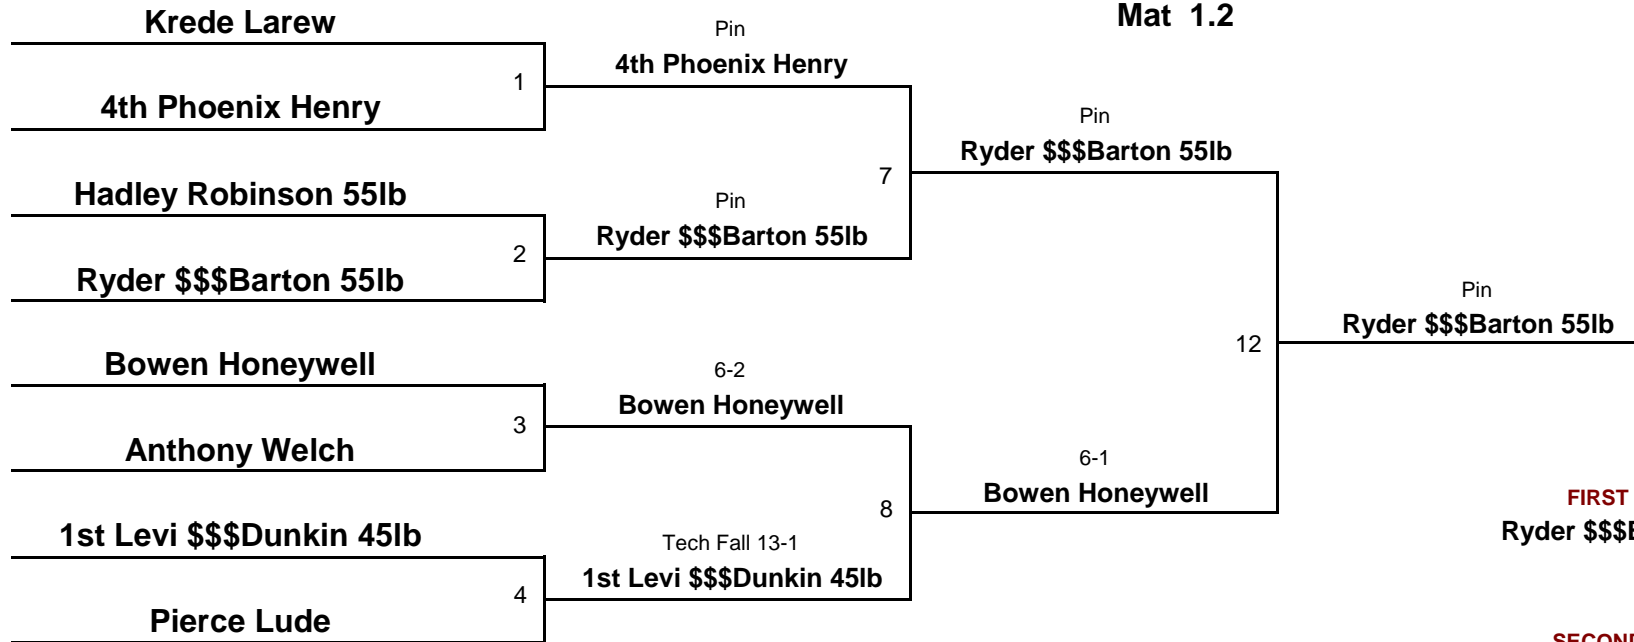 Krede Larew
Mat 1.2
Pin
4th Phoenix Henry
1
4th Phoenix Henry
Pin
Ryder $$$Barton 55lb
7
Hadley Robinson 55lb
Pin
Ryder $$$Barton 55lb
2
Ryder $$$Barton 55lb
Pin
Ryder $$$Barton 55lb
12
Bowen Honeywell
6-2
Bowen Honeywell
3
Anthony Welch
6-1
Bowen Honeywell
8
FIRST
Ryder $$$B
1st Levi $$$Dunkin 45lb
Tech Fall 13-1
1st Levi $$$Dunkin 45lb
4
Pierce Lude
SECOND